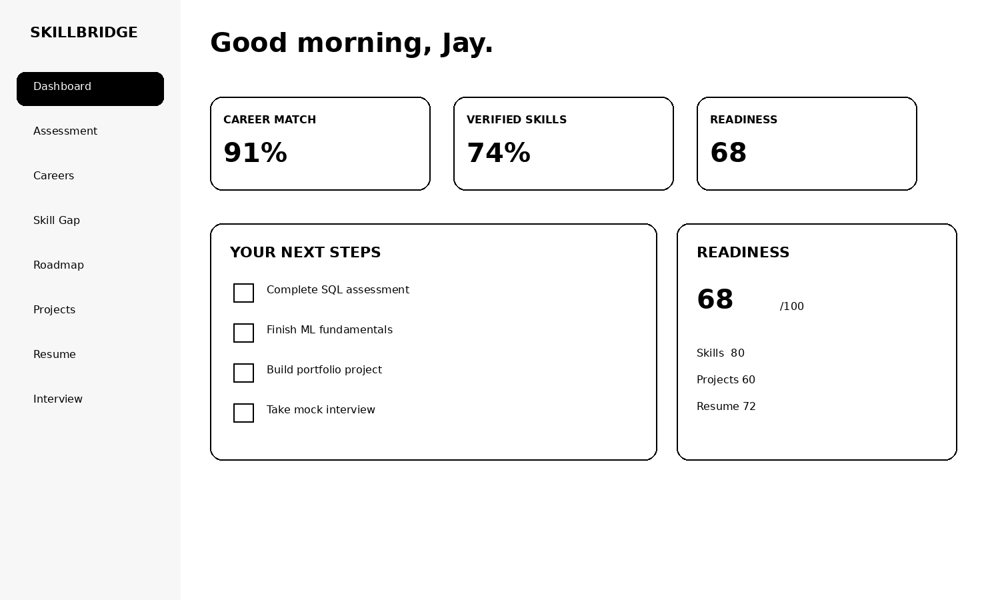 SKILLBRIDGE
Dashboard
Assessment
Careers
Skill Gap
Roadmap
Projects
Resume
Interview
Good morning, Jay.
CAREER MATCH
91%
VERIFIED SKILLS
74%
READINESS
68
YOUR NEXT STEPS
Complete SQL assessment
Finish ML fundamentals
Build portfolio project
Take mock interview
READINESS
68 /100
Skills  80
Projects 60
Resume 72